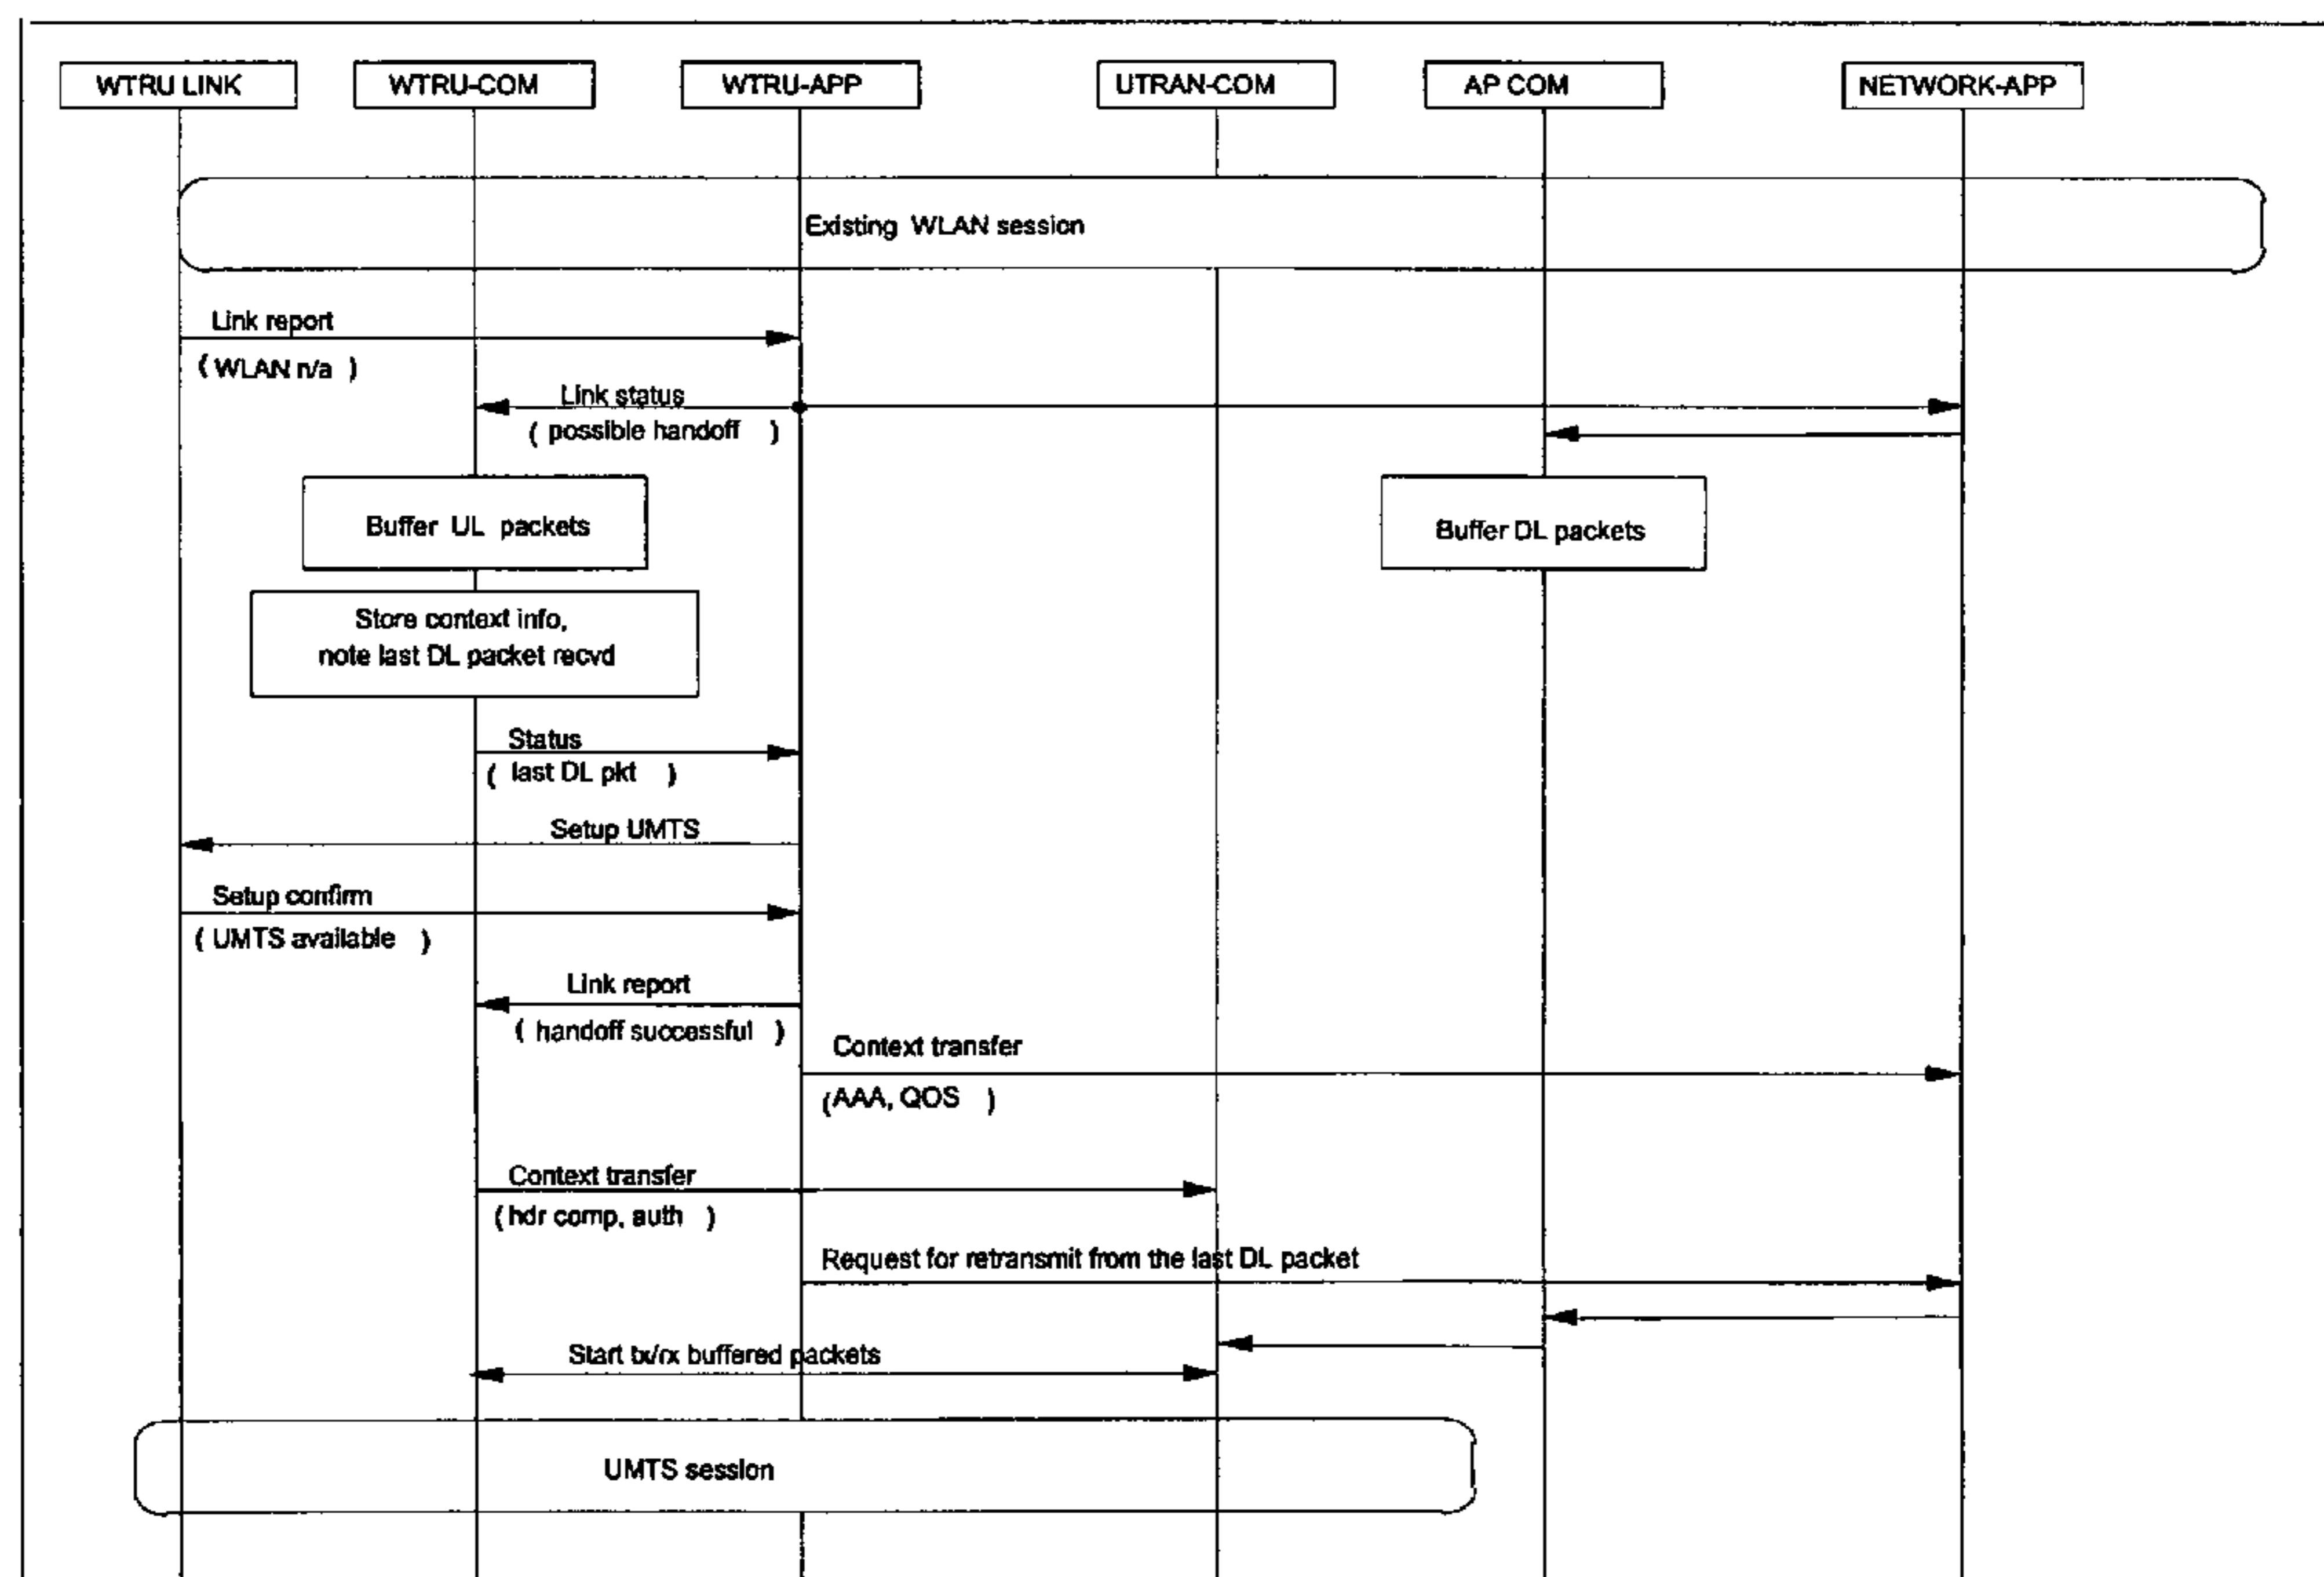 WTRU LINK
WTRU-COM
WTRU-APP
UTRAN-COM
AP COM
NETWORK-APP
Existing WLAN session
Link report
( WLAN n/a )
Link status
( possible handoff )
Buffer UL packets
Buffer DL packets
Store context info,
note last DL packet recvd
Status
( last DL pkt )
Setup UMTS
Setup confirm
( UMTS available )
Link report
( handoff successful )
Context transfer
(AAA, QOS )
Context transfer
(hdr comp, auth )
Request for retransmit from the last DL packet
Start tx/rx buffered packets
UMTS session